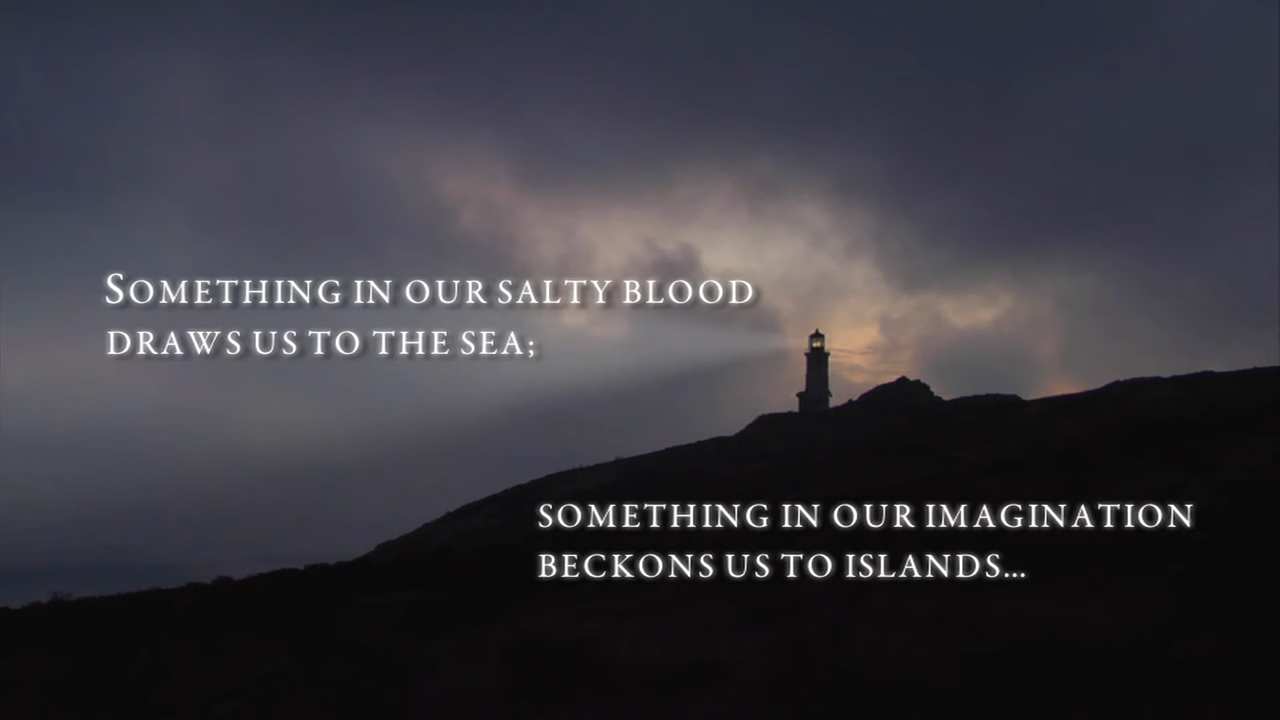 Something in our salty blood
draws us to the sea;
something in our imagination
beckons us to islands...